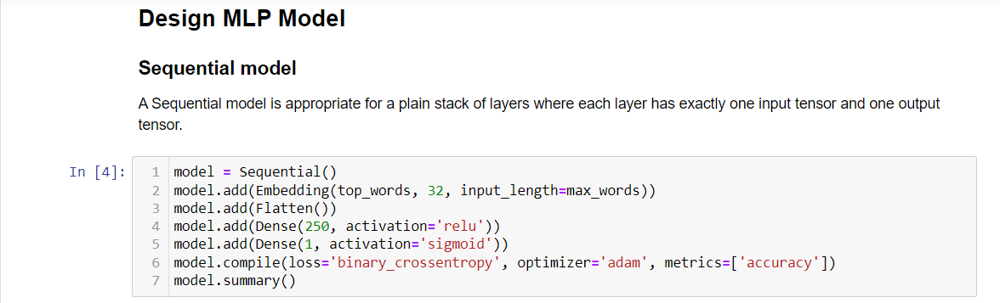 Design MLP Model
Sequential model
A Sequential model is appropriate for a plain stack of layers where each layer has exactly one input tensor and one output
tensor.
In [4]:
1 model = Sequential()
2 model.add(Embedding(top_words, 32, input_length=max_words))
3 model.add(Flatten())
4 model.add(Dense(250, activation='relu'))
5 model.add(Dense(1, activation='sigmoid'))
6 model.compile(loss='binary_crossentropy', optimizer='adam', metrics=['accuracy'])
7 model.summary()